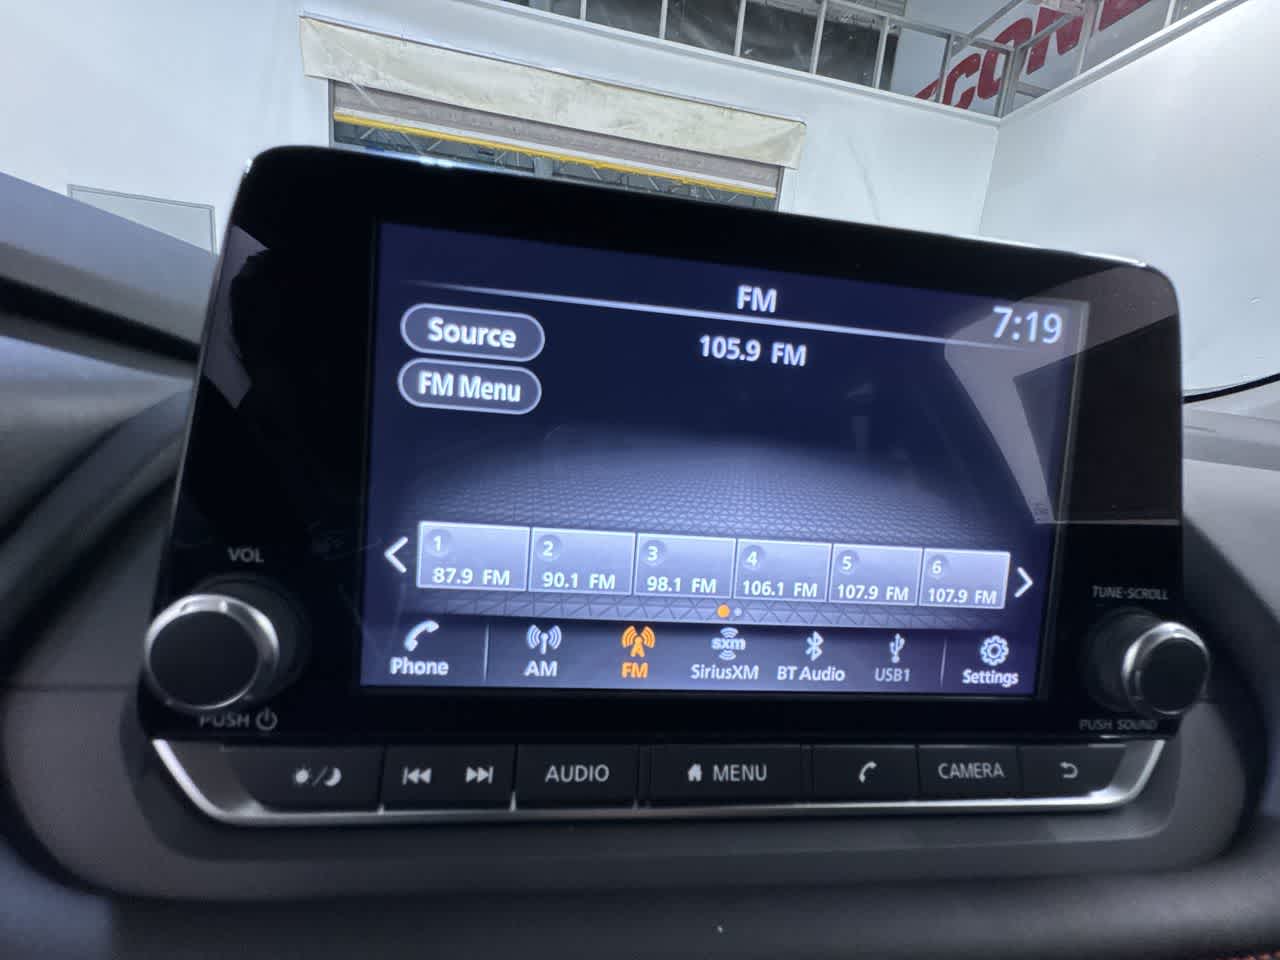 ECON
FM
7:19
Source
105.9 FM
FM Menu
1
2
3
4
5
6
87.9 FM
90.1 FM
98.1 FM
106.1 FM
107.9 FM
107.9 FM
VOL
TUNE·SCROLL
sxm
Phone
AM
FM
SiriusXM
BT Audio
USB1
Settings
PUSH
PUSH SOUND
AUDIO
MENU
CAMERA